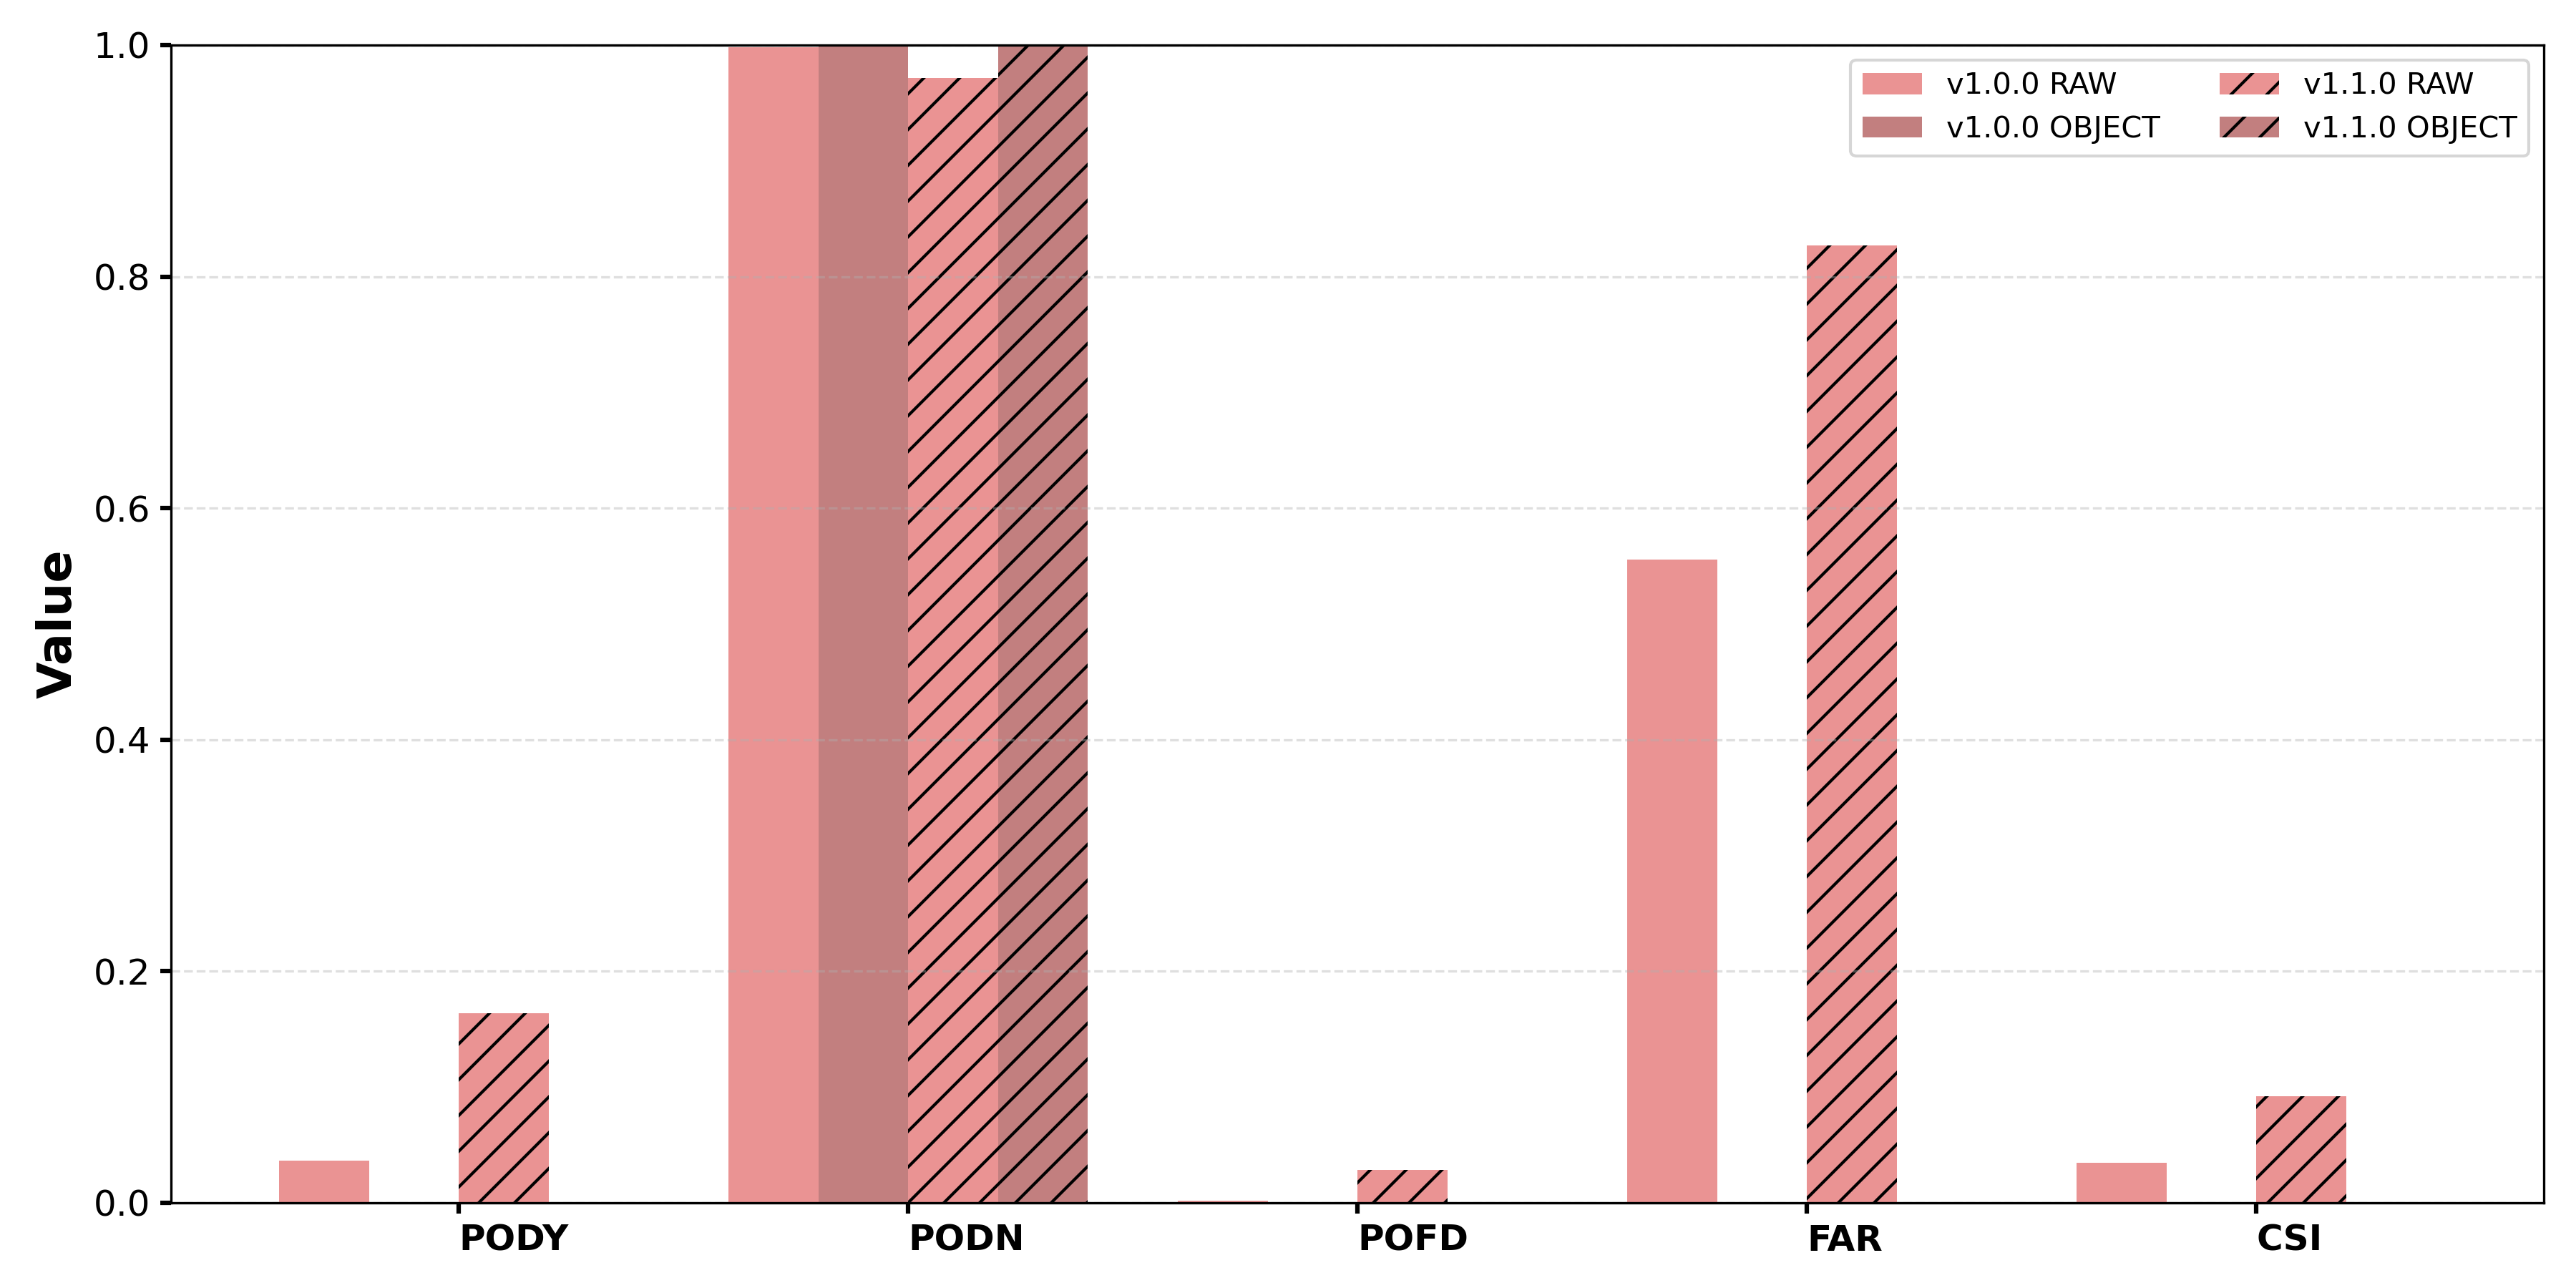 1.0
0.8
0.6
0.4
0.2
0.0
Value
v1.0.0 RAW
v1.0.0 OBJECT
v1.1.0 RAW
v1.1.0 OBJECT
PODY
PODN
POFD
FAR
CSI